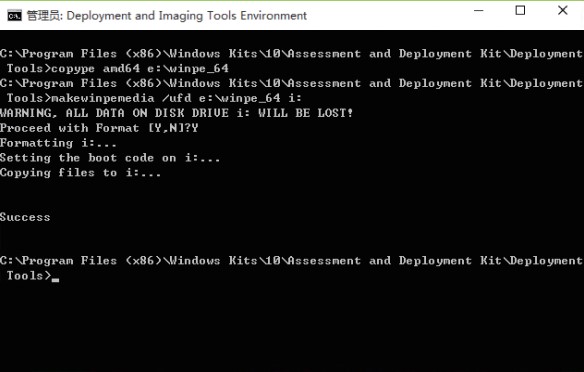 管理员: Deployment and Imaging Tools Environment
C:\Program Files (x86)\Windows Kits\10\Assessment and Deployment Kit\Deployment
Tools>copype amd64 e:\winpe_64
C:\Program Files (x86)\Windows Kits\10\Assessment and Deployment Kit\Deployment
Tools>makewinpemedia /ufd e:\winpe_64 i:
WARNING, ALL DATA ON DISK DRIVE i: WILL BE LOST!
Proceed with Format [Y,N]?Y
Formatting i:...
Setting the boot code on i:...
Copying files to i:...
Success
C:\Program Files (x86)\Windows Kits\10\Assessment and Deployment Kit\Deployment
Tools>